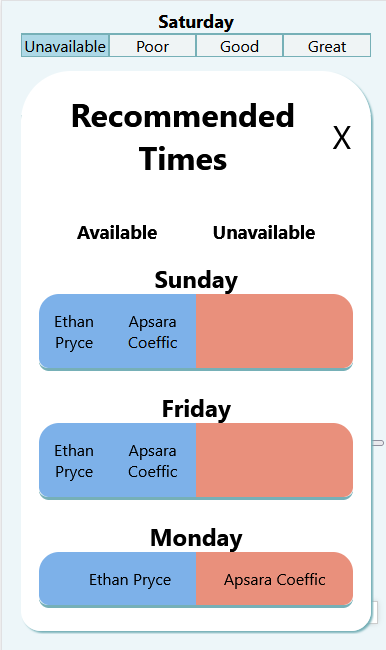 Saturday
Unavailable Poor Good Great
Recommended
Times
X
Available Unavailable
Sunday
Ethan Apsara
Pryce Coeffic
Friday
Ethan Apsara
Pryce Coeffic
Monday
Ethan Pryce Apsara Coeffic